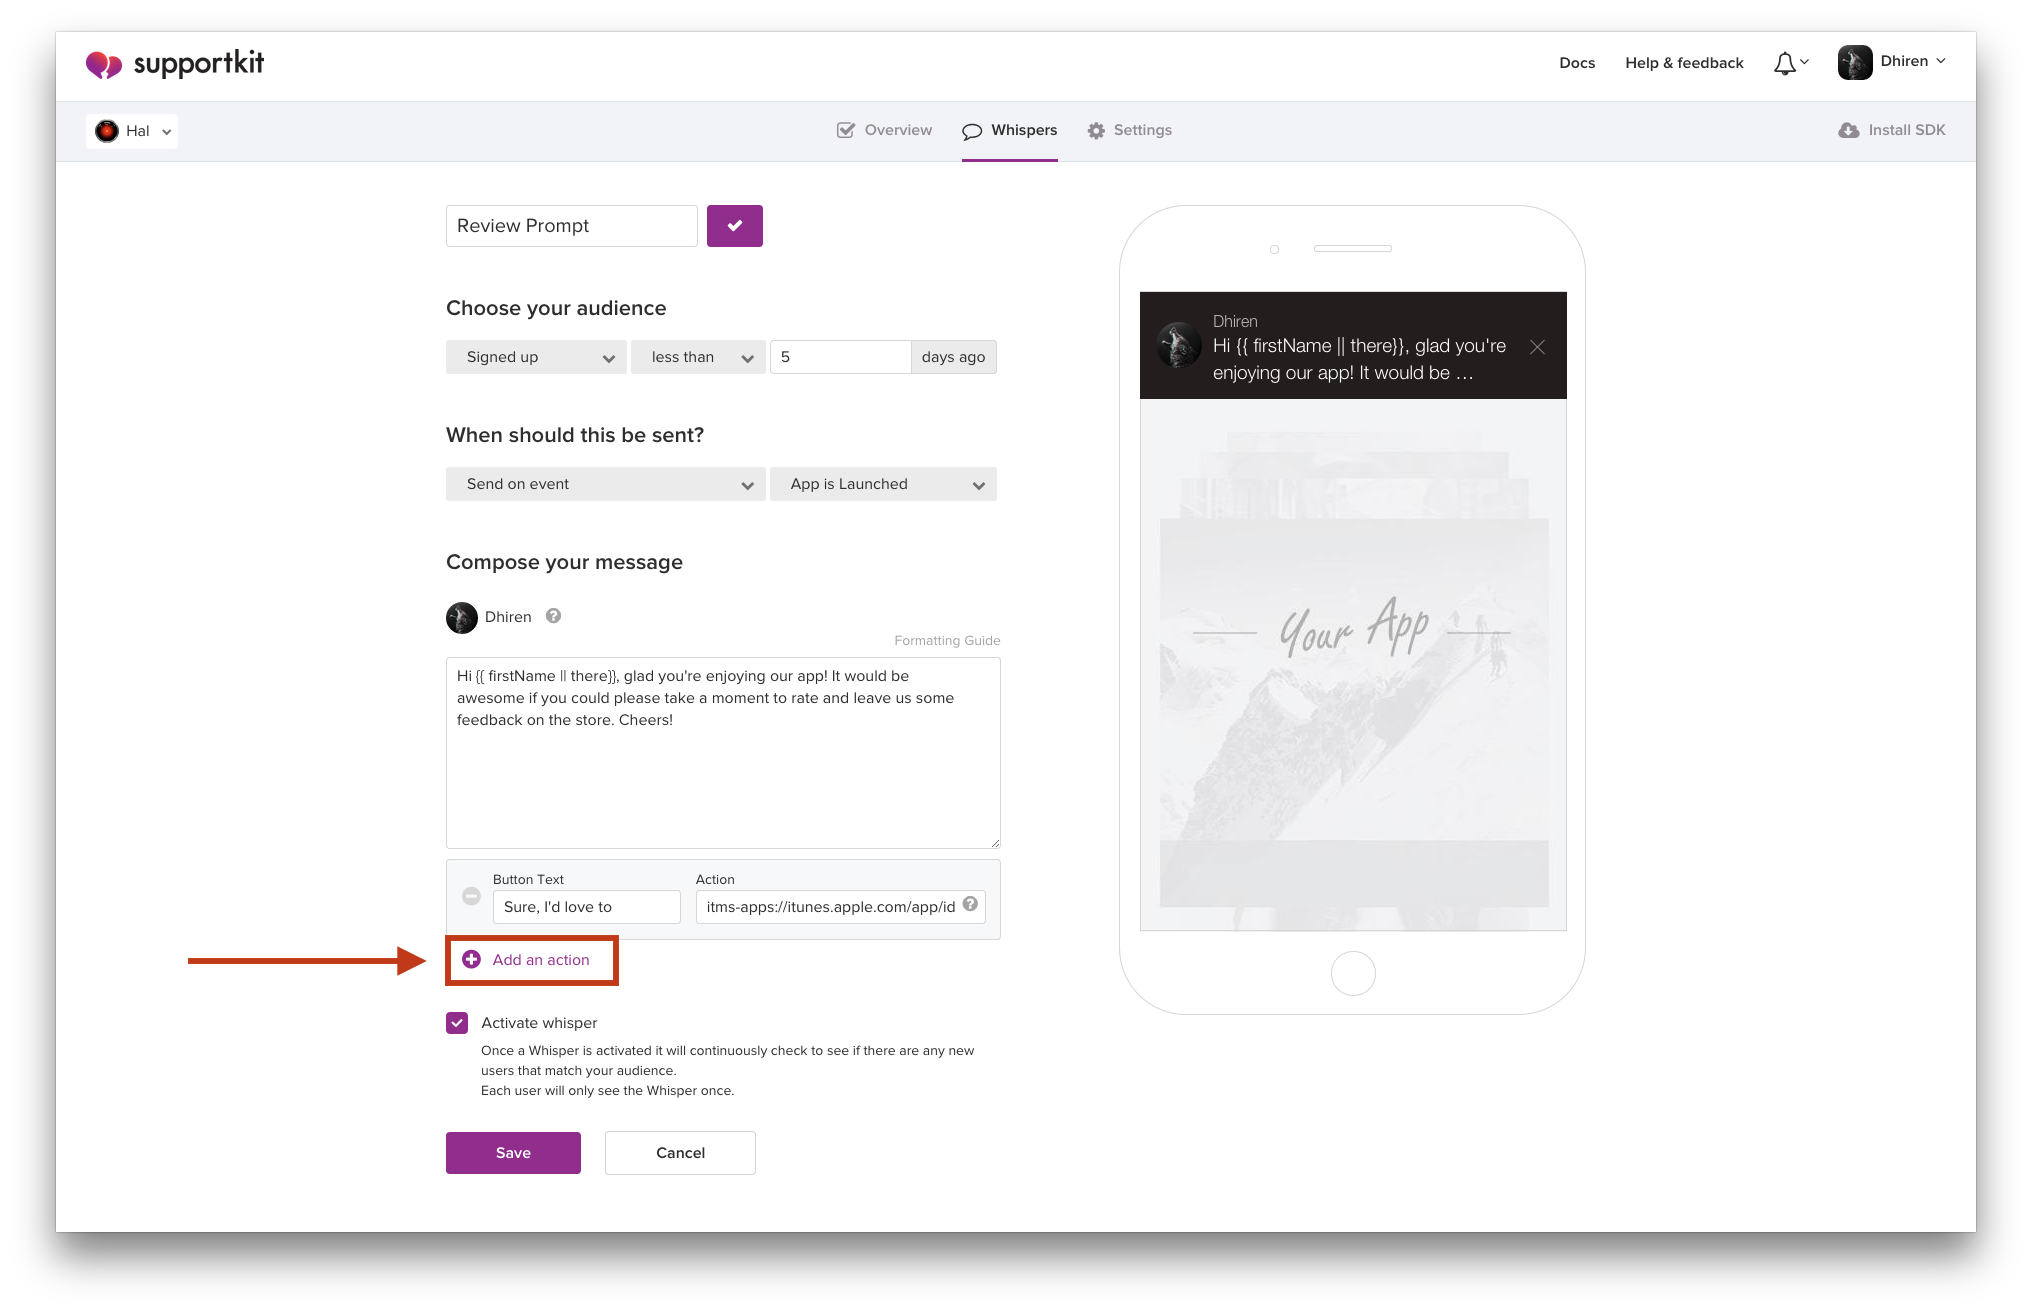 supportkit
Docs
Help & feedback
Dhiren
Hal
Overview
Whispers
Settings
Install SDK
Review Prompt
Choose your audience
Signed up
less than
5
days ago
When should this be sent?
Send on event
App is Launched
Compose your message
Dhiren
Formatting Guide
Hi {{ firstName || there}}, glad you're enjoying our app! It would be
awesome if you could please take a moment to rate and leave us some
feedback on the store. Cheers!
Button Text
Action
Sure, I'd love to
itms-apps://itunes.apple.com/app/id
Add an action
Activate whisper
Once a Whisper is activated it will continuously check to see if there are any new
users that match your audience.
Each user will only see the Whisper once.
Save
Cancel
Dhiren
Hi {{ firstName || there}}, glad you're
enjoying our app! It would be …
Your App